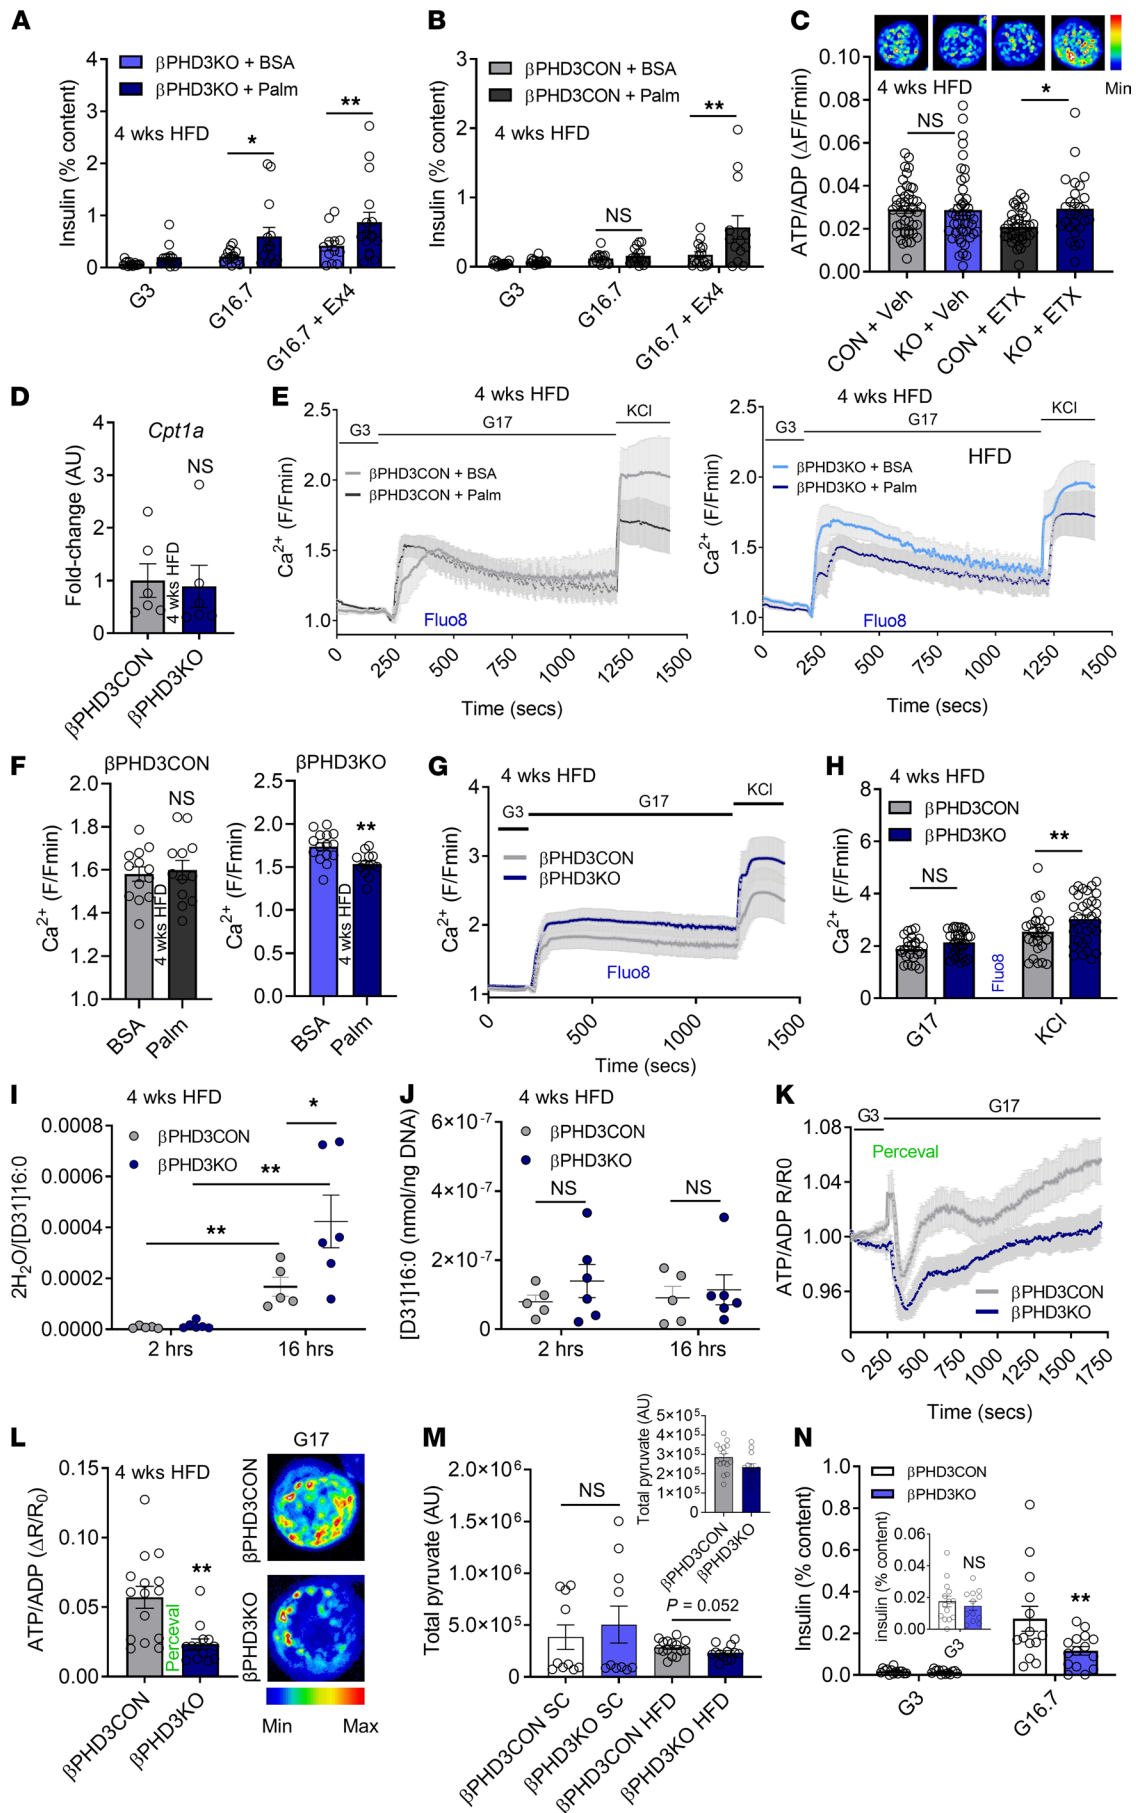 A
Insulin (% content)
4
3
2
1
0
βPHD3KO + BSA
βPHD3KO + Palm
4 wks HFD
*
**
G3
G16.7
G16.7 + Ex4
B
Insulin (% content)
3
2
1
0
βPHD3CON + BSA
βPHD3CON + Palm
4 wks HFD
NS
**
G3
G16.7
G16.7 + Ex4
C
Min
ATP/ADP (ΔF/Fmin)
0.10
0.08
0.06
0.04
0.02
0.00
4 wks HFD
NS
*
CON + Veh
KO + Veh
CON + ETX
KO + ETX
D
Fold-change (AU)
4
3
2
1
0
Cpt1a
NS
4 wks HFD
βPHD3CON
βPHD3KO
E
4 wks HFD
Ca2+ (F/Fmin)
2.5
2.0
1.5
1.0
G3
G17
KCl
βPHD3CON + BSA
βPHD3CON + Palm
Fluo8
0
250
500
750
1000
1250
1500
Time (secs)
4 wks HFD
Ca2+ (F/Fmin)
2.5
2.0
1.5
1.0
G3
G17
KCl
HFD
βPHD3KO + BSA
βPHD3KO + Palm
Fluo8
0
250
500
750
1000
1250
1500
Time (secs)
F
βPHD3CON
Ca2+ (F/Fmin)
2.0
1.8
1.6
1.4
1.2
1.0
NS
4 wks HFD
BSA
Palm
βPHD3KO
Ca2+ (F/Fmin)
2.5
2.0
1.5
1.0
0.5
0.0
**
4 wks HFD
BSA
Palm
G
4 wks HFD
Ca2+ (F/Fmin)
4
3
2
1
G3
G17
KCl
βPHD3CON
βPHD3KO
Fluo8
0
500
1000
1500
Time (secs)
H
4 wks HFD
Ca2+ (F/Fmin)
8
6
4
2
0
βPHD3CON
βPHD3KO
NS
**
Fluo8
G17
KCl
I
4 wks HFD
2H2O/[D31]16:0
0.0008
0.0006
0.0004
0.0002
0.0000
βPHD3CON
βPHD3KO
*
**
**
2 hrs
16 hrs
J
4 wks HFD
[D31]16:0 (nmol/ng DNA)
6×10-7
4×10-7
2×10-7
0
βPHD3CON
βPHD3KO
NS
NS
2 hrs
16 hrs
K
ATP/ADP R/R0
1.08
1.04
1.00
0.96
G3
G17
Perceval
βPHD3CON
βPHD3KO
0
250
500
750
1000
1250
1500
1750
Time (secs)
L
ATP/ADP (ΔR/R0)
0.15
0.10
0.05
0.00
4 wks HFD
**
Perceval
βPHD3CON
βPHD3KO
G17
βPHD3CON
βPHD3KO
Min
Max
M
Total pyruvate (AU)
2.0×106
1.5×106
1.0×106
5.0×105
0
NS
P = 0.052
βPHD3CON SC
βPHD3KO SC
βPHD3CON HFD
βPHD3KO HFD
Total pyruvate (AU)
5×105
4×105
3×105
2×105
1×105
0
βPHD3CON
βPHD3KO
N
Insulin (% content)
1.0
0.8
0.6
0.4
0.2
0.0
βPHD3CON
βPHD3KO
insulin (% content)
0.06
0.04
0.02
0.00
NS
G3
**
G3
G16.7